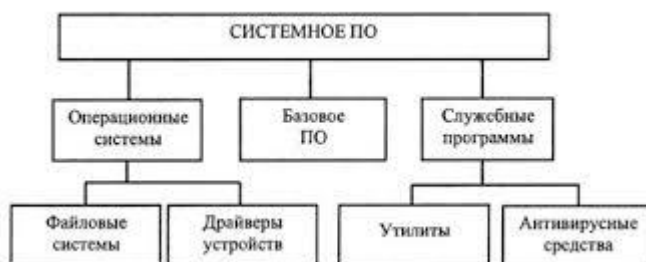 СИСТЕМНОЕ ПО
Операционные
системы
Базовое
ПО
Служебные
программы
Файловые
системы
Драйверы
устройств
Утилиты
Антивирусные
средства